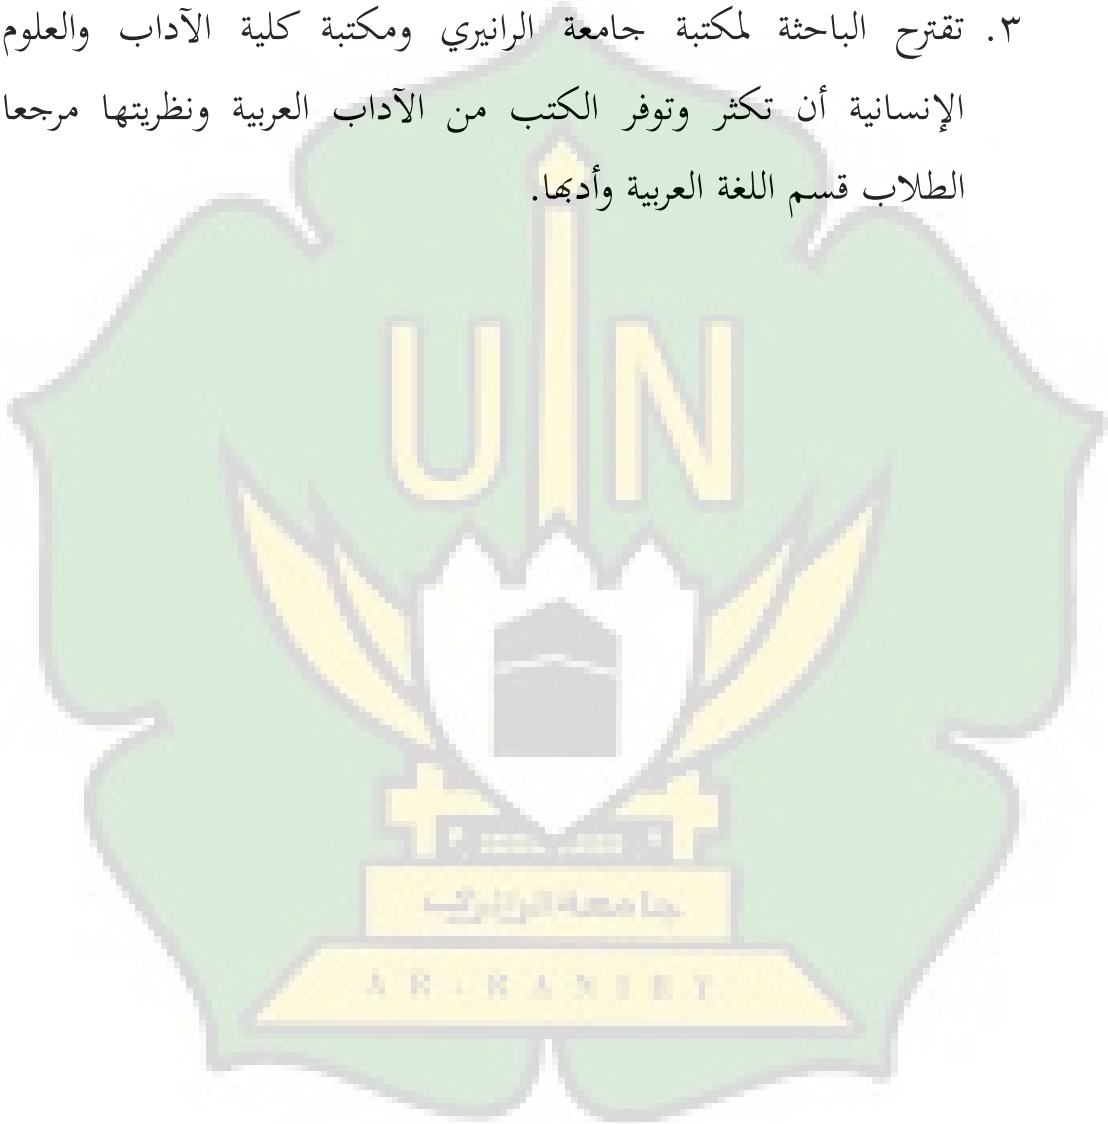 ٣. تقترح الباحثة لمكتبة جامعة الرانيري ومكتبة كلية الآداب والعلوم
الإنسانية أن تكثر وتوفر الكتب من الآداب العربية ونظريتها مرجعا
الطلاب قسم اللغة العربية وأدبها.
UIN
جامعة الرانيري
AR-RANIRY